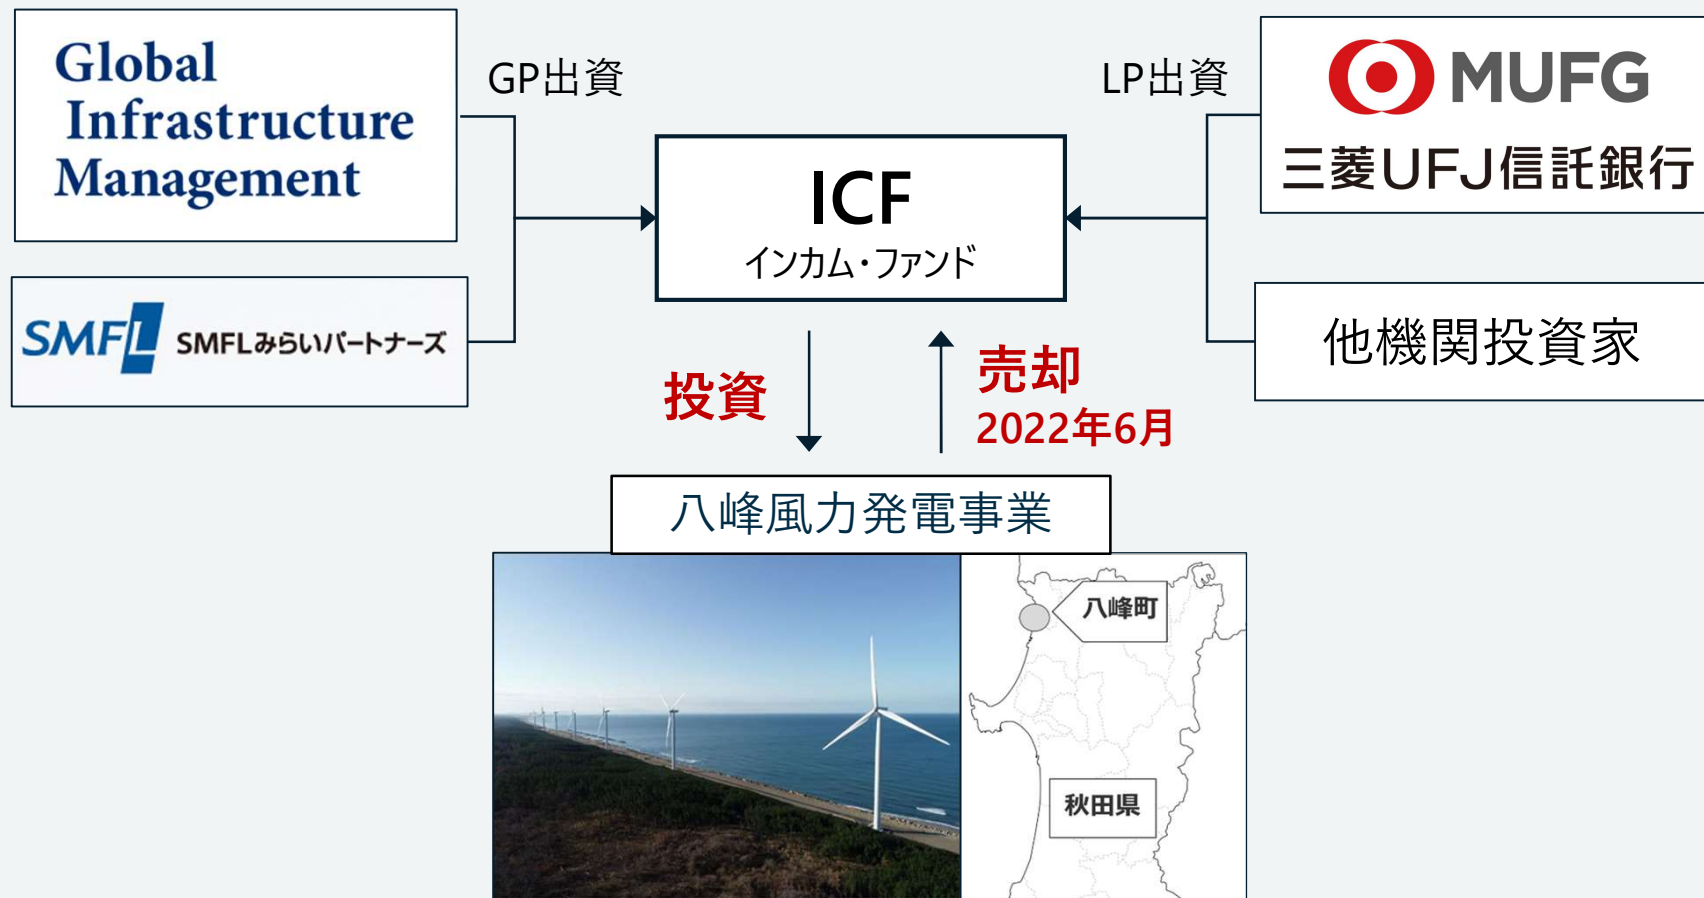 Global
Infrastructure
Management
GP出資
LP出資
MUFG
三菱UFJ信託銀行
ICF
インカム・ファンド
SMFL SMFLみらいパートナーズ
他機関投資家
投資
売却
2022年6月
八峰風力発電事業
八峰町
秋田県